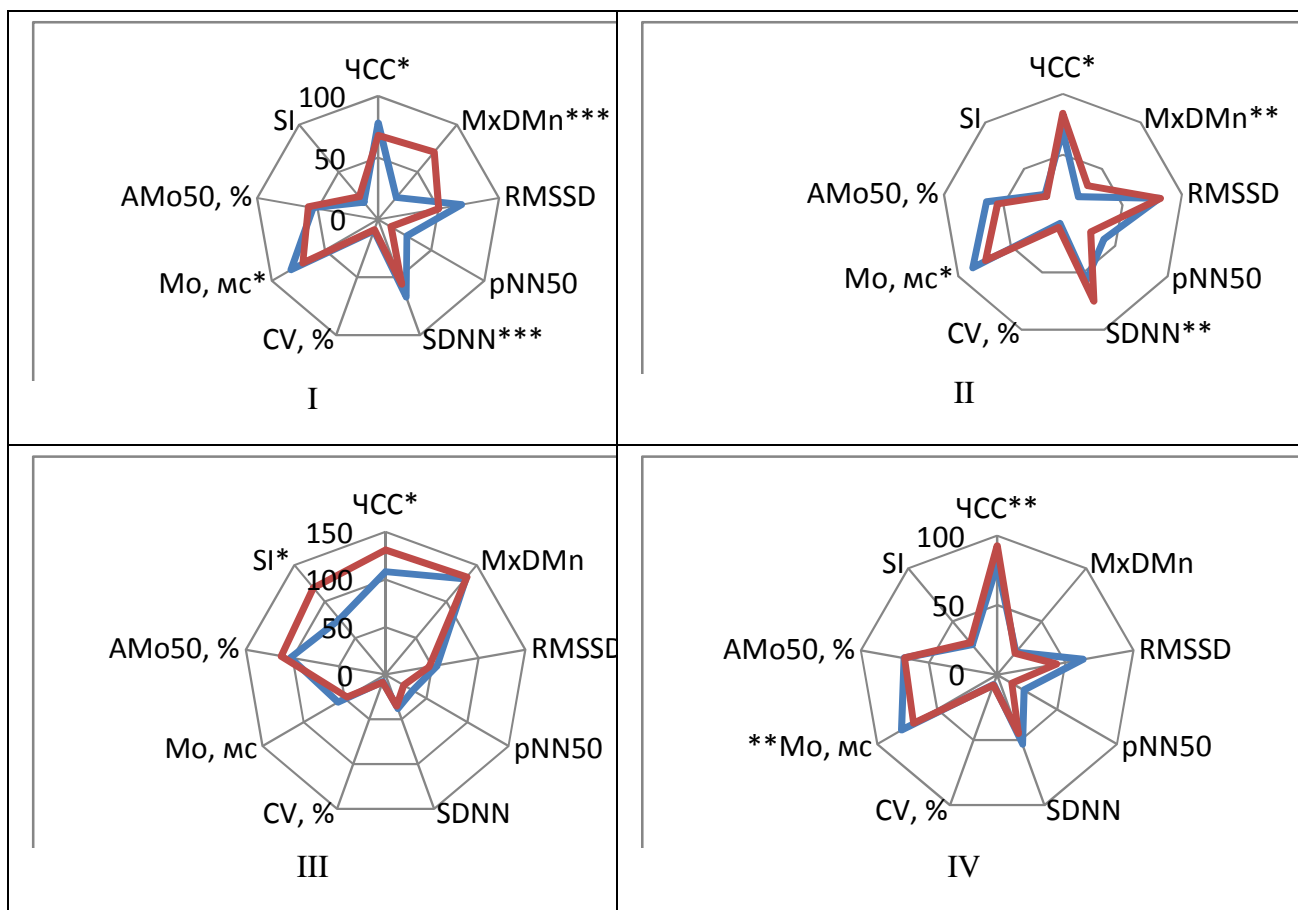 ЧСС*
100
SI
MxDMn***
50
AMo50, %
RMSSD
0
Mo, мс*
pNN50
CV, %
SDNN***
I
ЧСС*
SI
MxDMn**
AMo50, %
RMSSD
Mo, мс*
pNN50
CV, %
SDNN**
II
ЧСС*
150
SI*
MxDMn
100
AMo50, %
50
RMSSD
0
Mo, мс
pNN50
CV, %
SDNN
III
ЧСС**
100
SI
MxDMn
50
AMo50, %
RMSSD
0
**Mo, мс
pNN50
CV, %
SDNN
IV